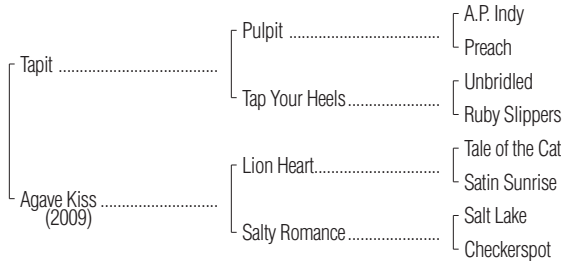 Tapit
Agave Kiss
(2009)
Pulpit
Tap Your Heels
Lion Heart
Salty Romance
A.P. Indy
Preach
Unbridled
Ruby Slippers
Tale of the Cat
Satin Sunrise
Salt Lake
Checkerspot